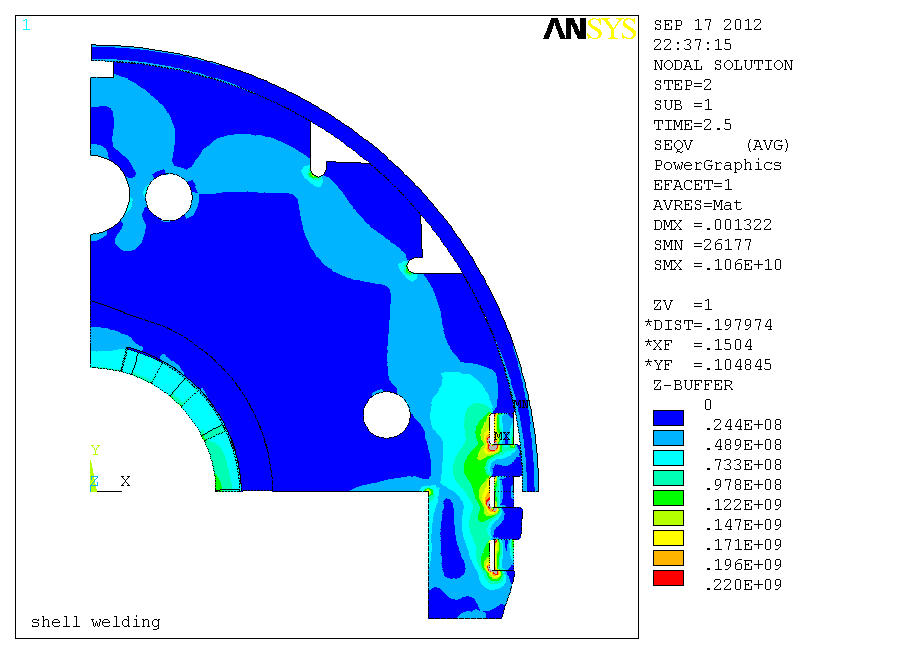 1
ANSYS
SEP 17 2012
22:37:15
NODAL SOLUTION
STEP=2
SUB =1
TIME=2.5
SEQV (AVG)
PowerGraphics
EFACET=1
AVRES=Mat
DMX =.001322
SMN =26177
SMX =.106E+10
ZV =1
*DIST=.197974
*XF =.1504
*YF =.104845
Z-BUFFER
0
.244E+08
.489E+08
.733E+08
.978E+08
.122E+09
.147E+09
.171E+09
.196E+09
.220E+09
MX
Y
Z X
shell welding